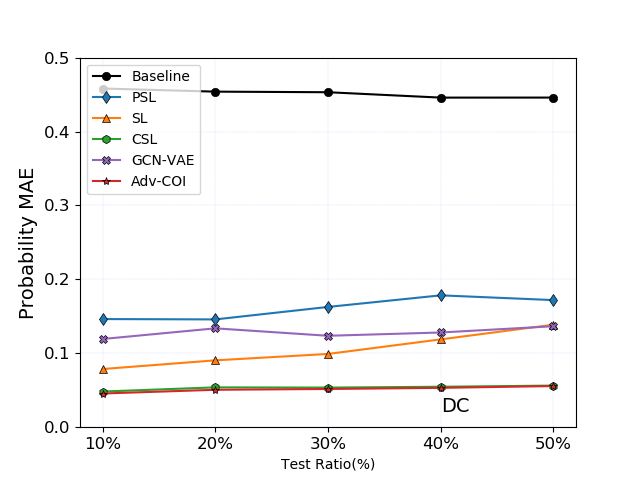 0.5
0.4
0.3
0.2
0.1
0.0
Probability MAE
Baseline
PSL
SL
CSL
GCN-VAE
Adv-COI
DC
10% 20% 30% 40% 50%
Test Ratio(%)